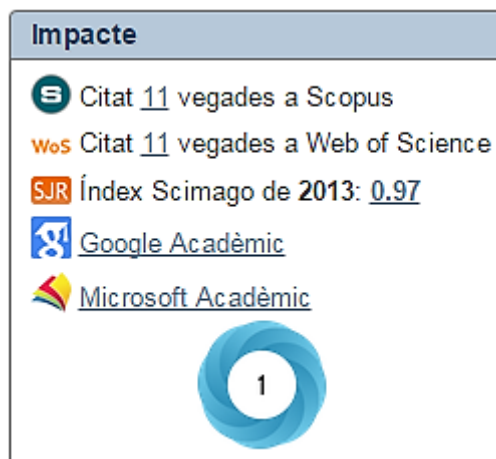 Impacte
S Citat 11 vegades a Scopus
WoS Citat 11 vegades a Web of Science
SJR Índex Scimago de 2013: 0.97
Google Acadèmic
Microsoft Acadèmic
1